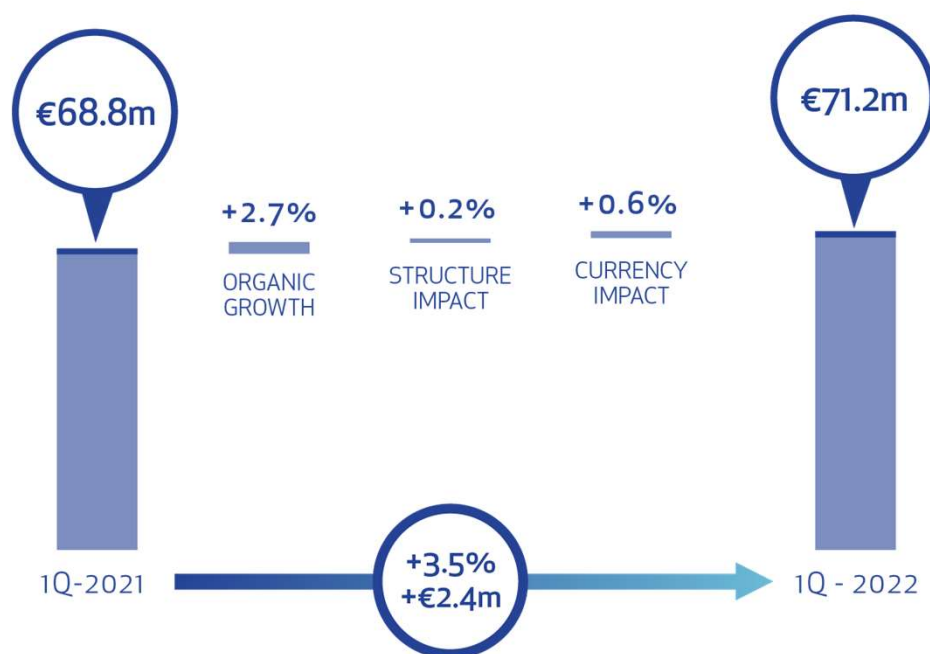 €68.8m
€71.2m
+2.7%
ORGANIC
GROWTH
+0.2%
STRUCTURE
IMPACT
+0.6%
CURRENCY
IMPACT
1Q-2021
+3.5%
+€2.4m
1Q - 2022